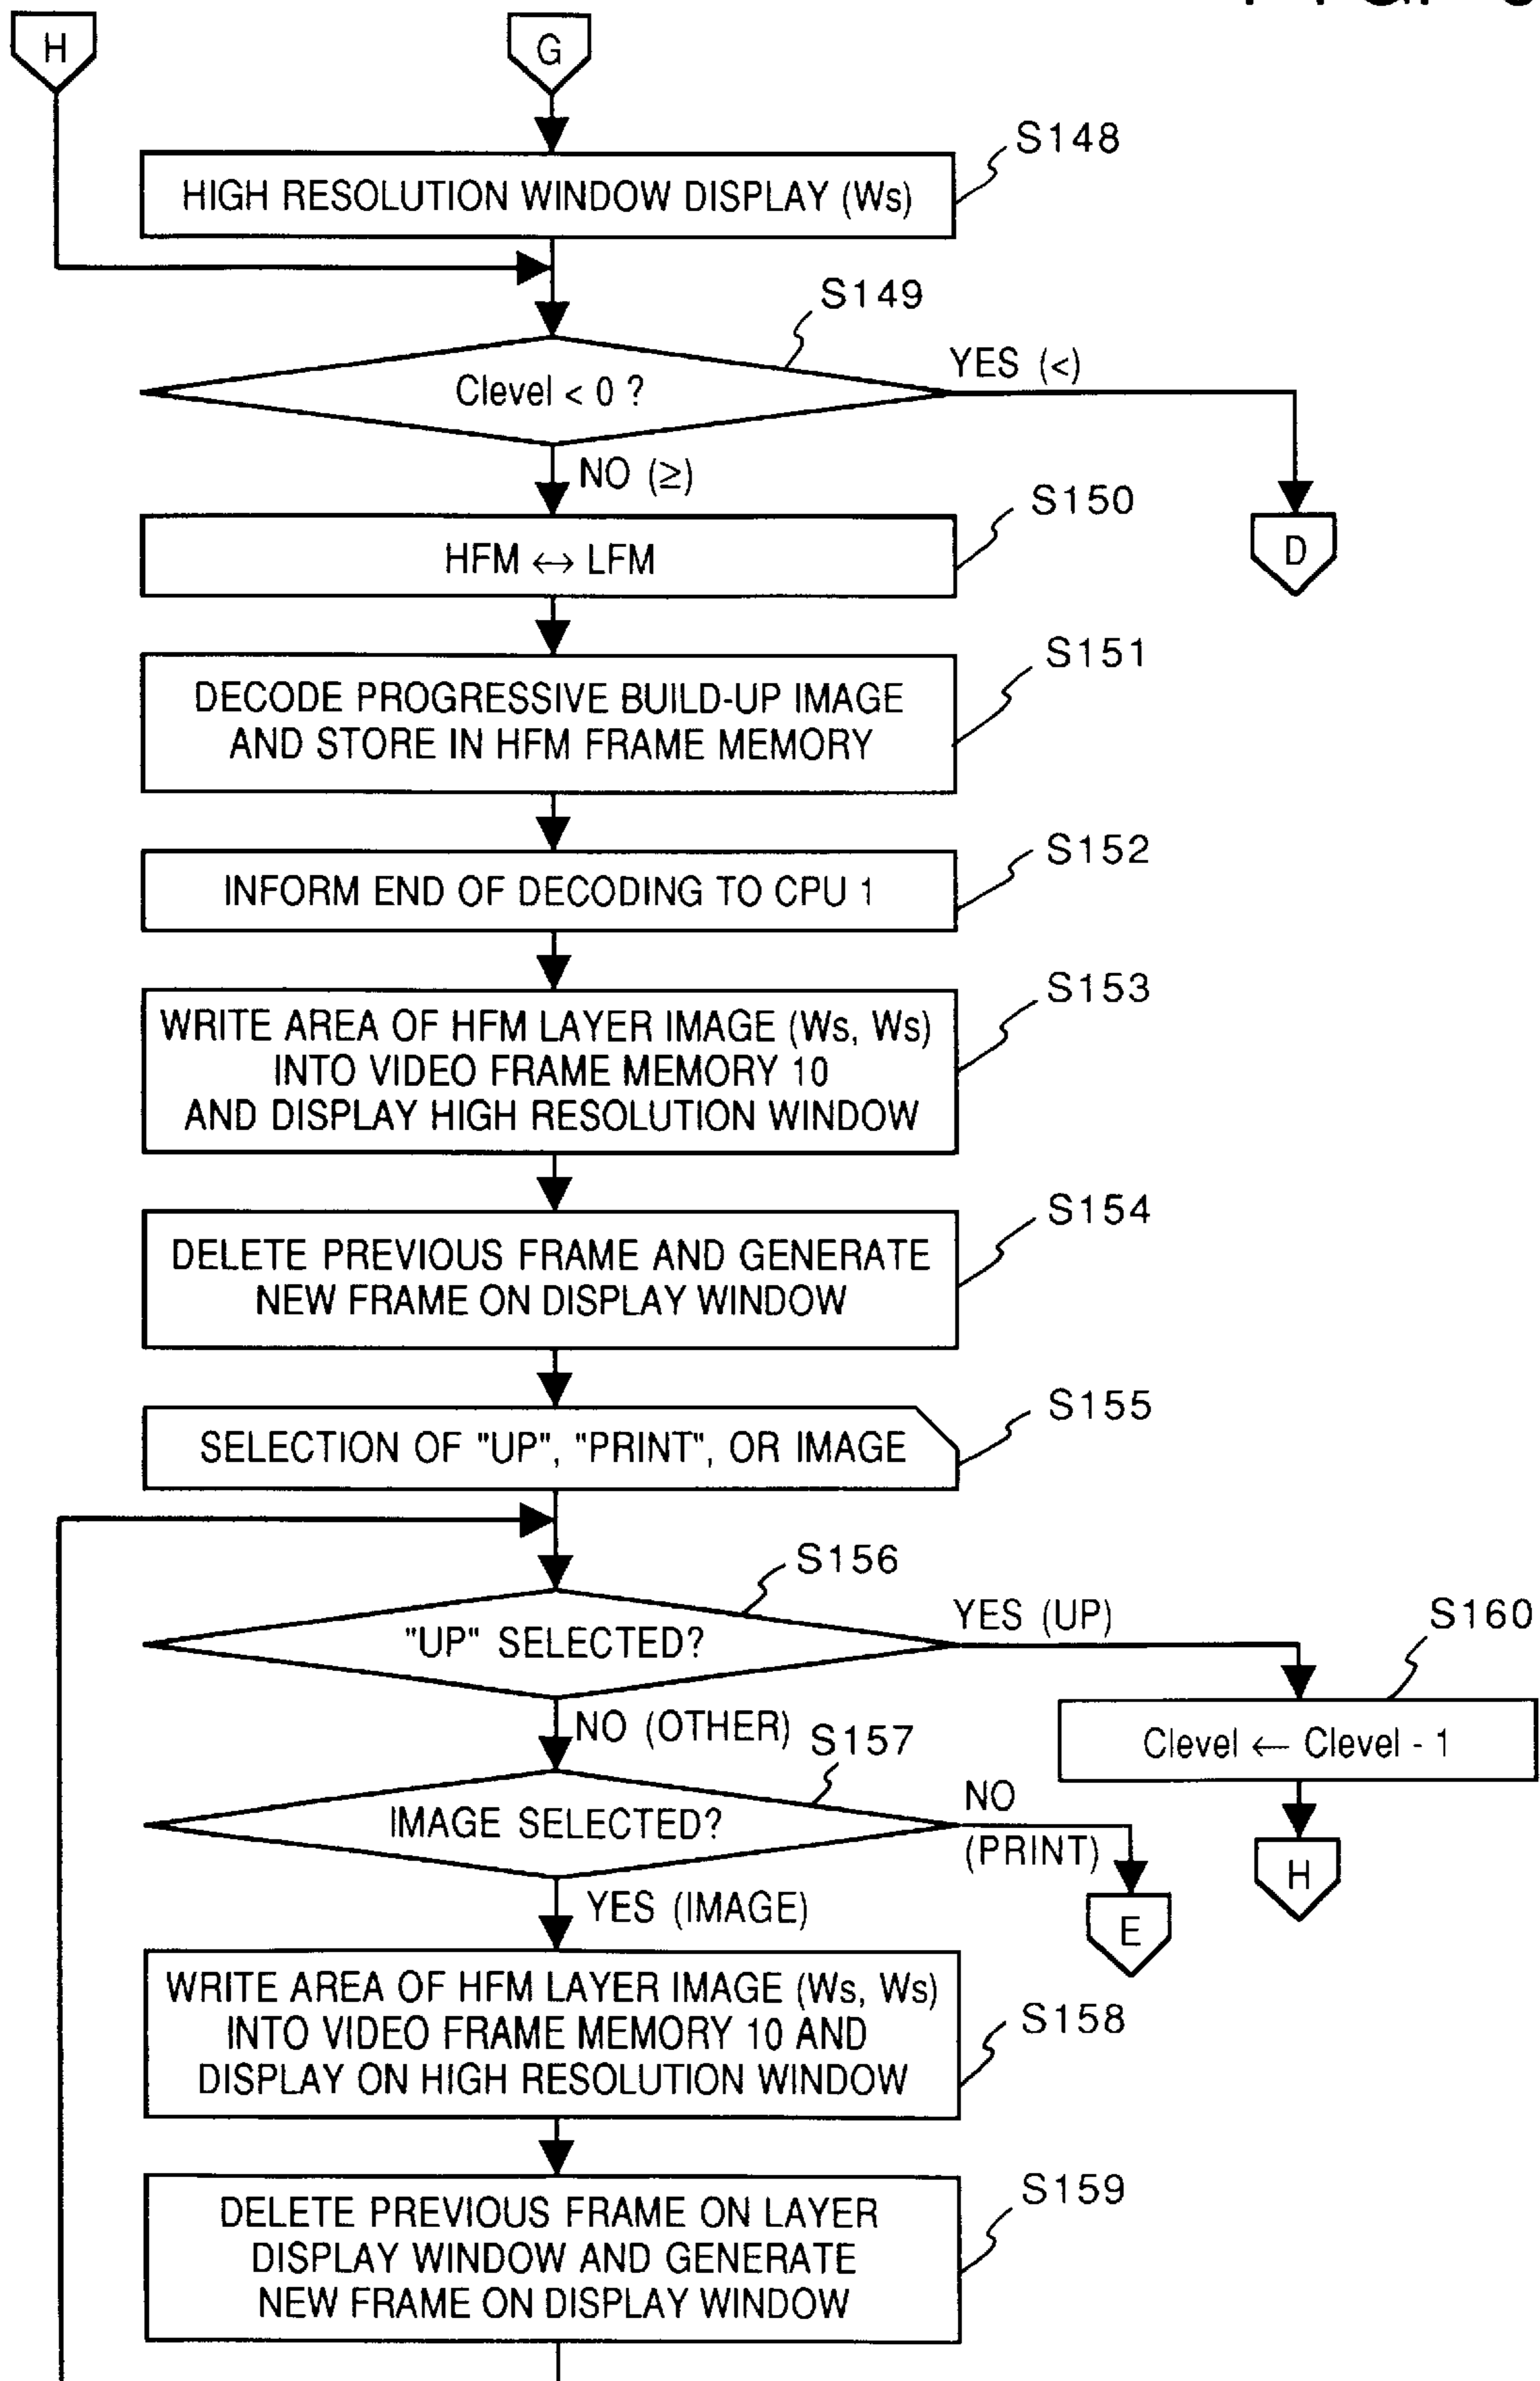 H
G
S148
HIGH RESOLUTION WINDOW DISPLAY (Ws)
S149
Clevel < 0 ?
YES (<)
NO (≥)
D
S150
HFM ↔ LFM
S151
DECODE PROGRESSIVE BUILD-UP IMAGE
AND STORE IN HFM FRAME MEMORY
S152
INFORM END OF DECODING TO CPU 1
S153
WRITE AREA OF HFM LAYER IMAGE (Ws, Ws)
INTO VIDEO FRAME MEMORY 10
AND DISPLAY HIGH RESOLUTION WINDOW
S154
DELETE PREVIOUS FRAME AND GENERATE
NEW FRAME ON DISPLAY WINDOW
S155
SELECTION OF "UP", "PRINT", OR IMAGE
S156
"UP" SELECTED?
YES (UP)
S160
Clevel ← Clevel - 1
H
NO (OTHER)
S157
IMAGE SELECTED?
NO
(PRINT)
E
YES (IMAGE)
WRITE AREA OF HFM LAYER IMAGE (Ws, Ws)
INTO VIDEO FRAME MEMORY 10 AND
DISPLAY ON HIGH RESOLUTION WINDOW
S158
S159
DELETE PREVIOUS FRAME ON LAYER
DISPLAY WINDOW AND GENERATE
NEW FRAME ON DISPLAY WINDOW